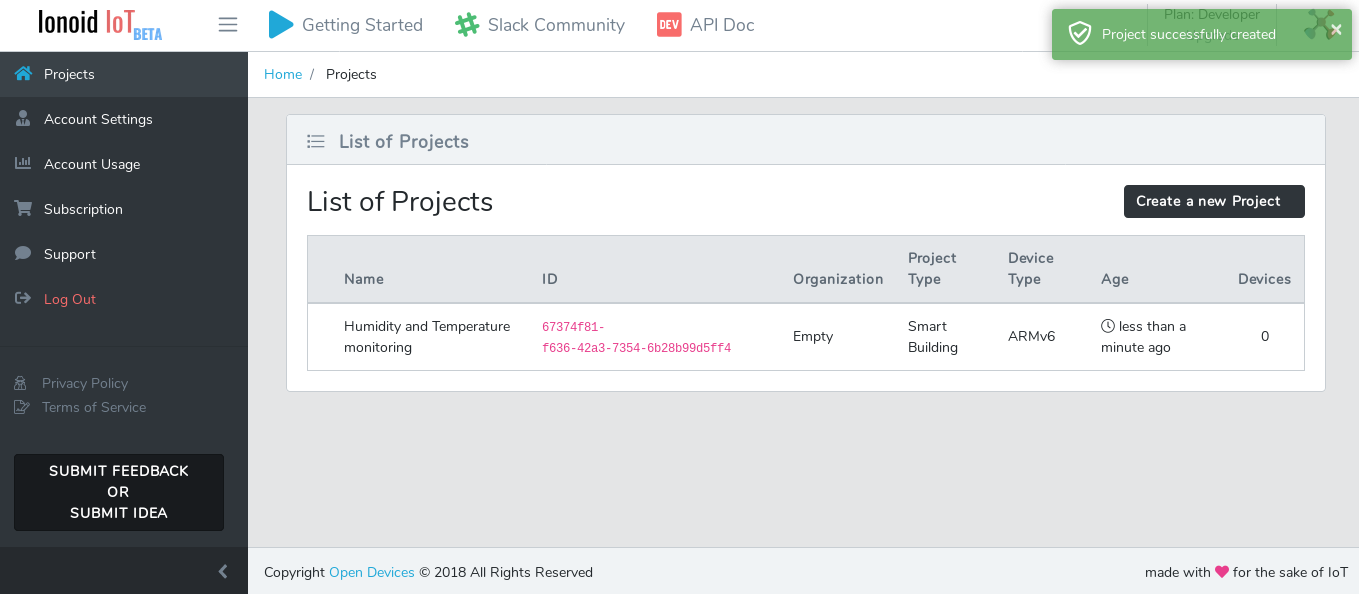 Ionoid IoT BETA
Getting Started
Slack Community
DEV API Doc
Plan: Developer
Project successfully created
Projects
Account Settings
Account Usage
Subscription
Support
Log Out
Privacy Policy
Terms of Service
SUBMIT FEEDBACK
OR
SUBMIT IDEA
Home / Projects
List of Projects
List of Projects
Create a new Project
Name ID Organization Project Type Device Type Age Devices
Humidity and Temperature monitoring 67374f81-f636-42a3-7354-6b28b99d5ff4 Empty Smart Building ARMv6 less than a minute ago 0
Copyright Open Devices © 2018 All Rights Reserved
made with ❤ for the sake of IoT